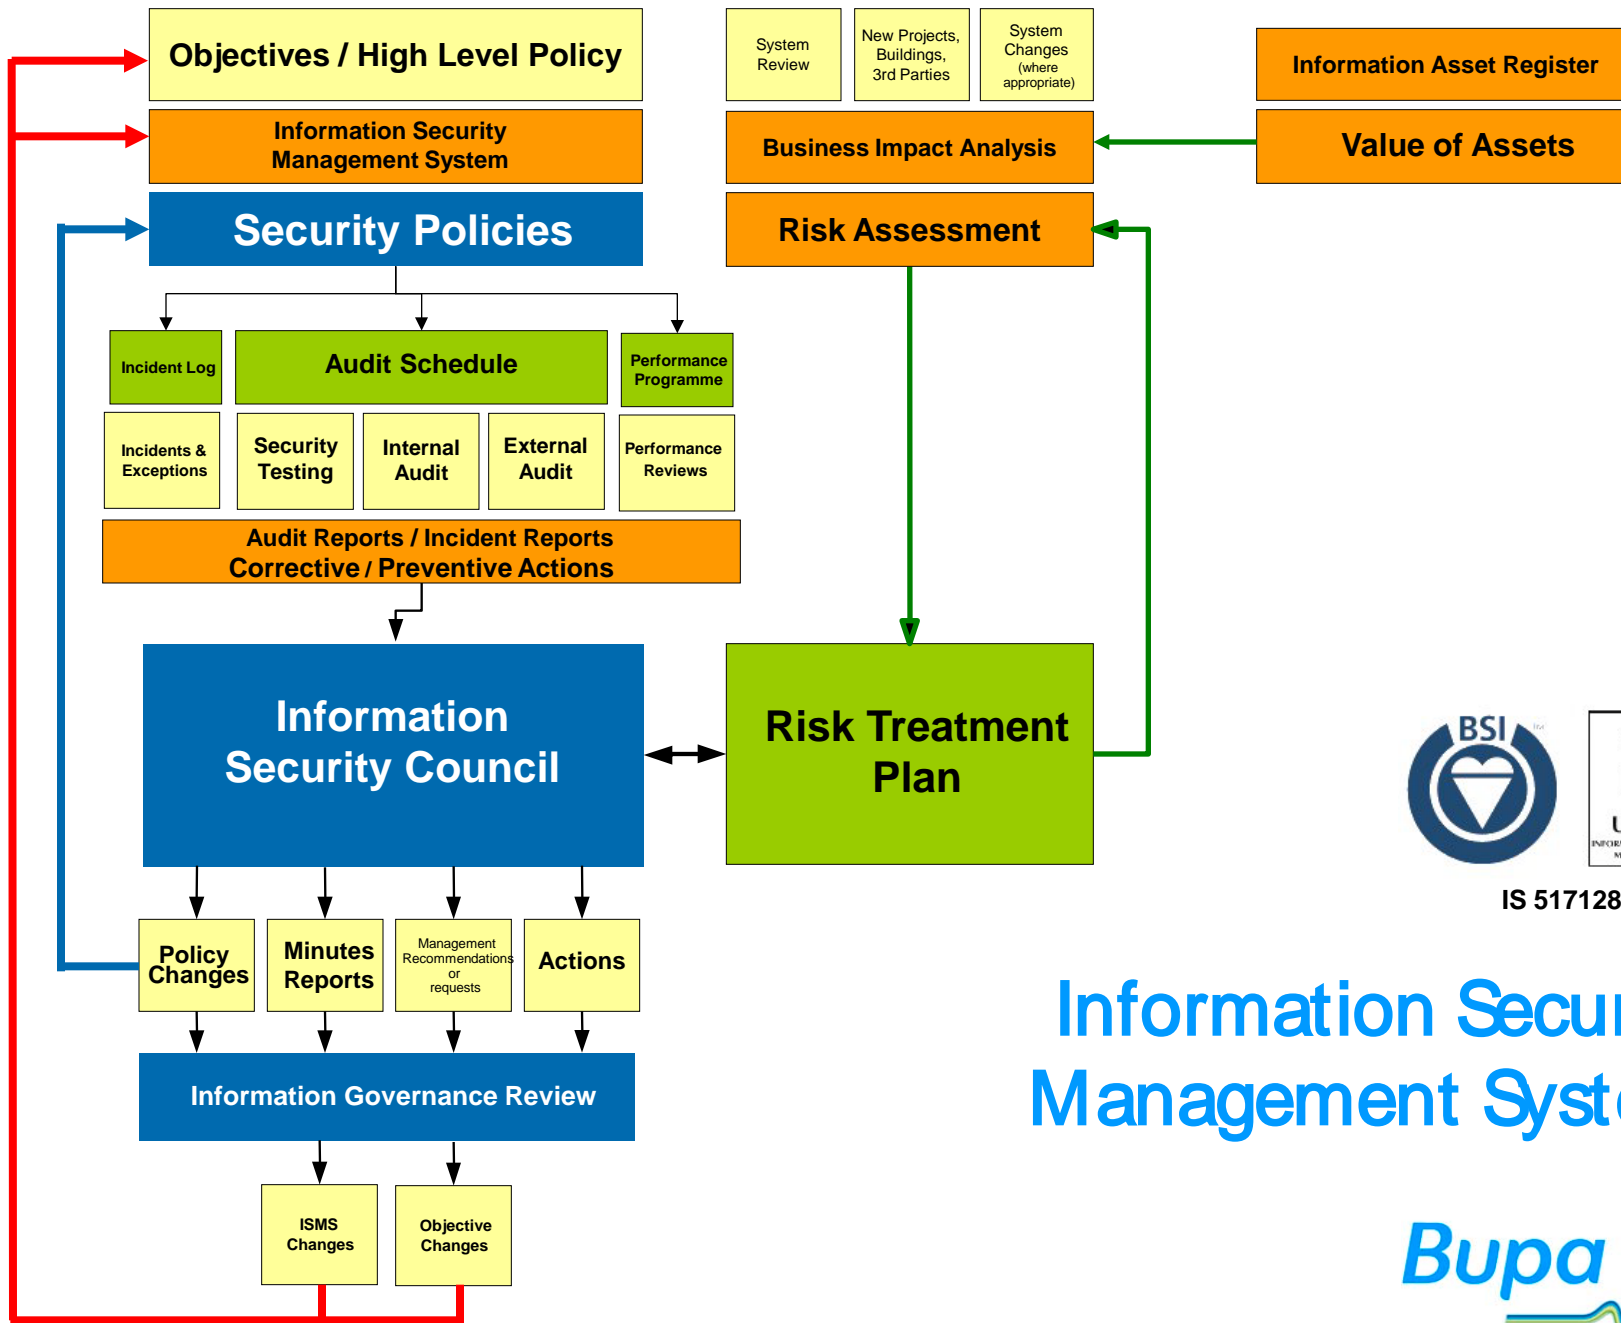 Objectives / High Level Policy
Information Security
Management System
Security Policies
Incident Log
Audit Schedule
Performance
Programme
Incidents &
Exceptions
Security
Testing
Internal
Audit
External
Audit
Performance
Reviews
Audit Reports / Incident Reports
Corrective / Preventive Actions
Information
Security Council
Policy
Changes
Minutes
Reports
Management
Recommendations
or
requests
Actions
Information Governance Review
ISMS
Changes
Objective
Changes
System
Review
New Projects,
Buildings,
3rd Parties
System
Changes
(where
appropriate)
Business Impact Analysis
Risk Assessment
Risk Treatment
Plan
Information Asset Register
Value of Assets
BSI
IS 517128
Information Secur
Management Syst
Bupa